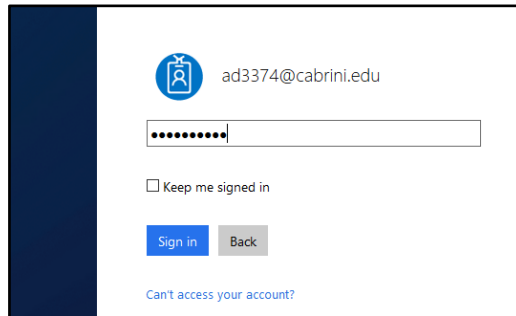 ad3374@cabrini.edu
••••••••••
Keep me signed in
Sign in Back
Can't access your account?